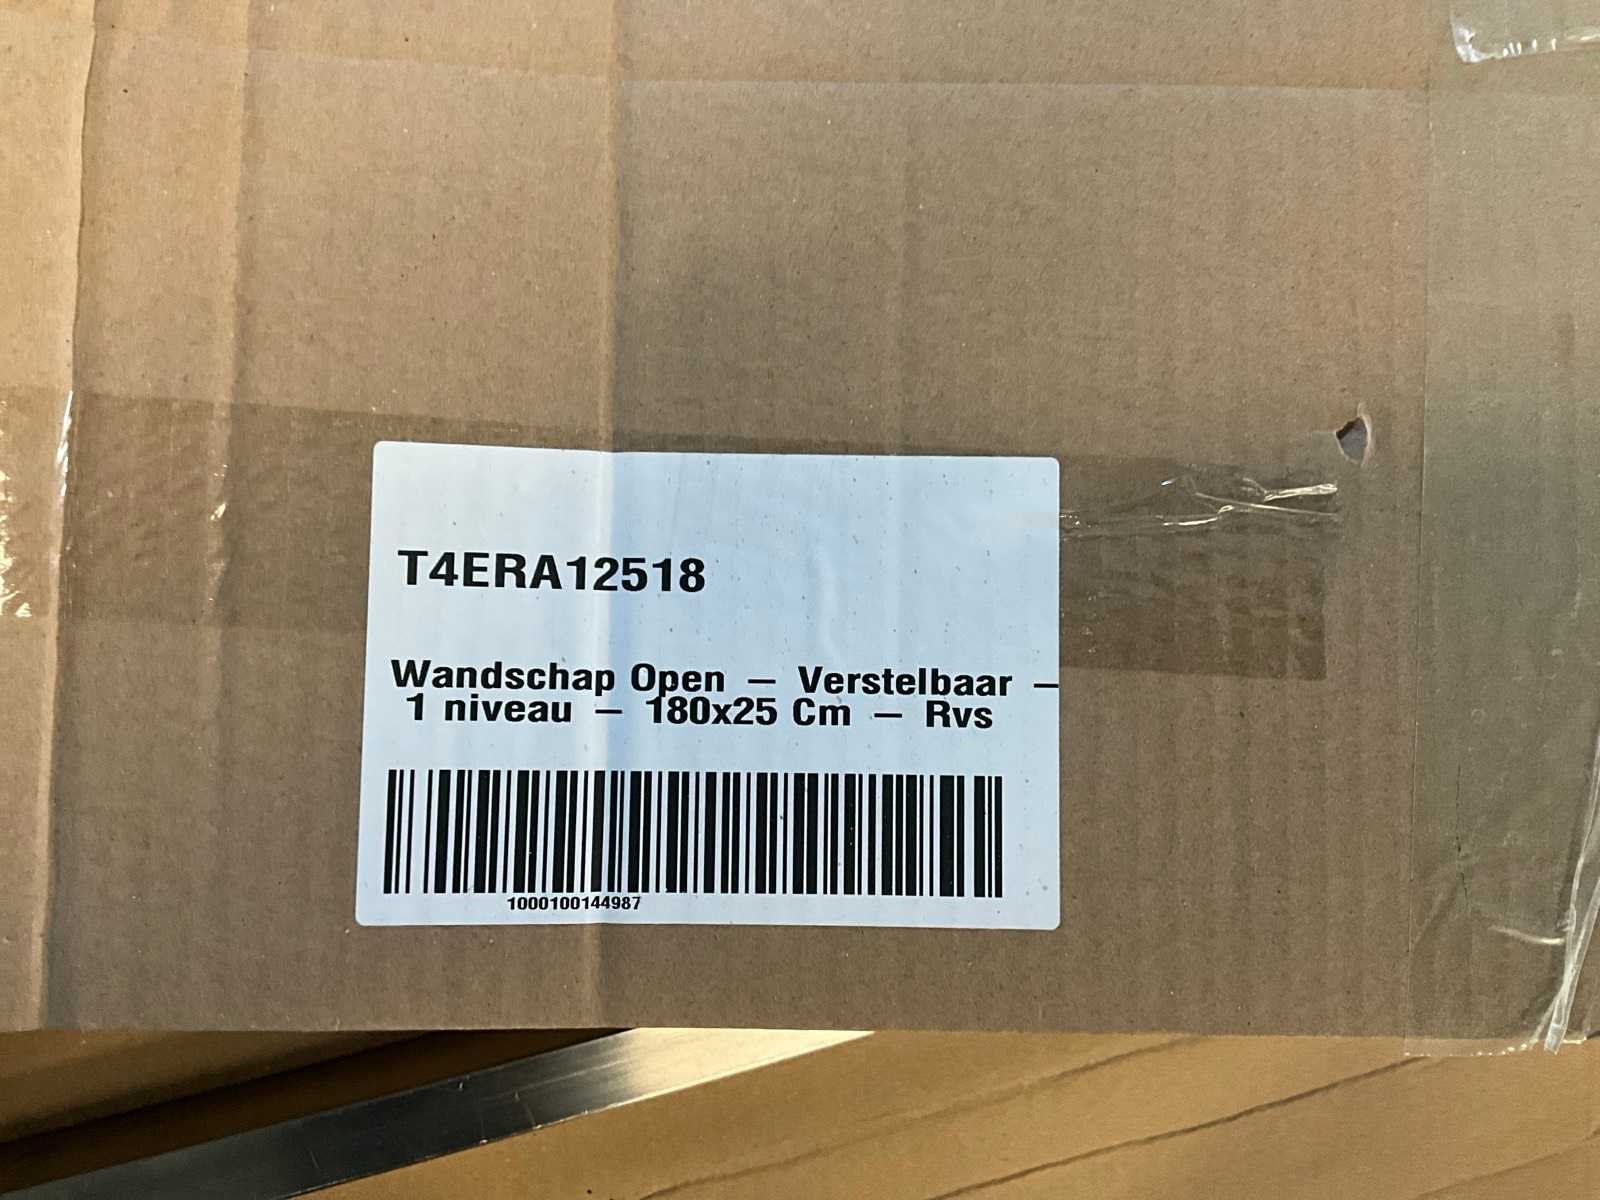 T4ERA12518
Wandschap Open – Verstelbaar –
1 niveau – 180x25 Cm – Rvs
1000100144987